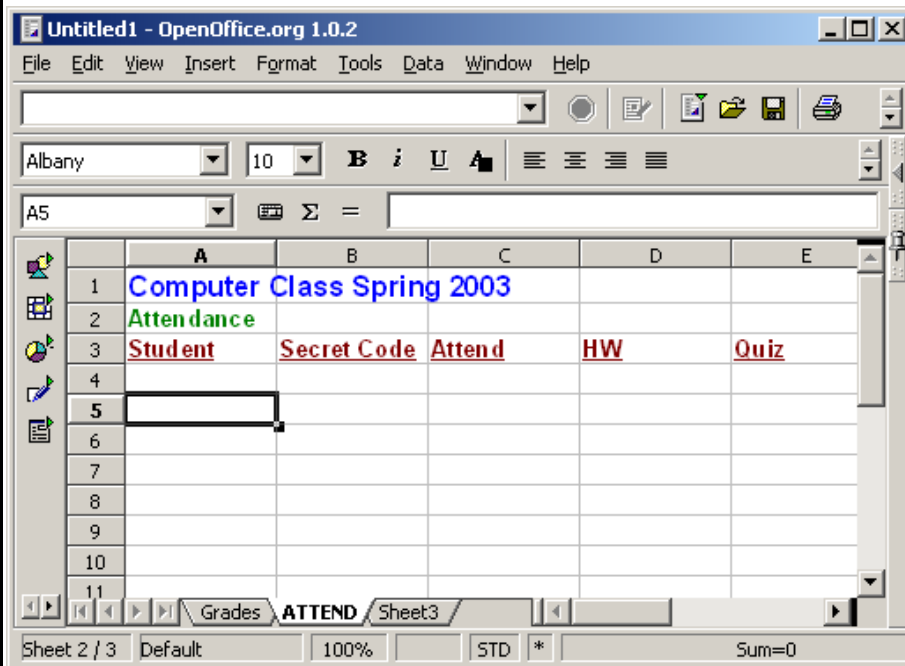 Untitled1 - OpenOffice.org 1.0.2
File Edit View Insert Format Tools Data Window Help
Albany 10 B i U A
A5 Σ =
A B C D E
1 Computer Class Spring 2003
2 Attendance
3 Student Secret Code Attend HW Quiz
4
5
6
7
8
9
10
11
Grades ATTEND Sheet3
Sheet 2 / 3 Default 100% STD * Sum=0